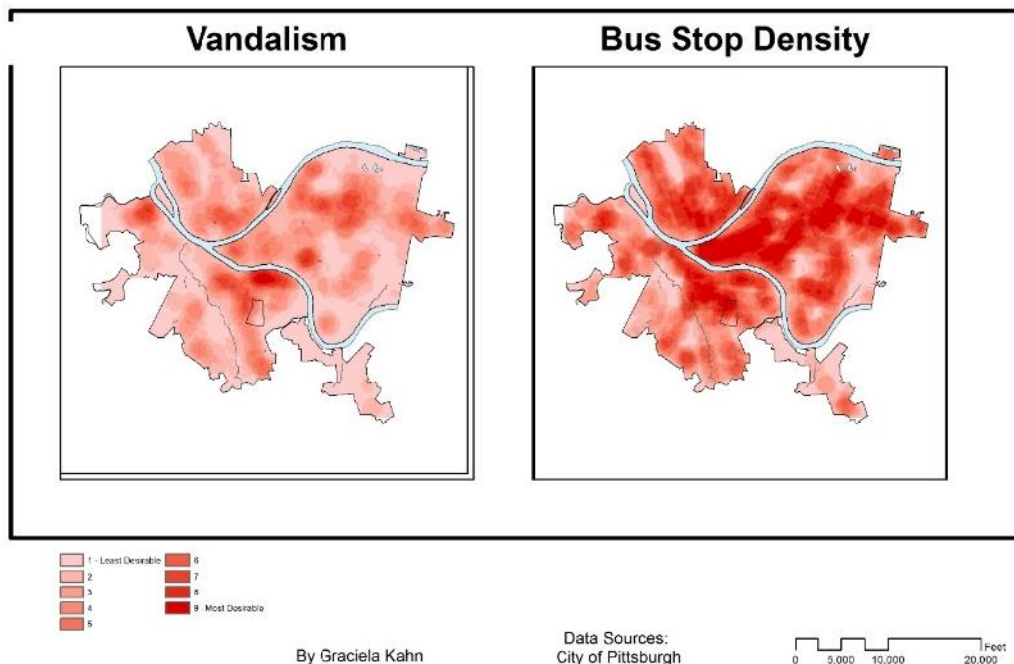 Vandalism
Bus Stop Density
1 - Least Desirable
2
3
4
5
6
7
8
9 - Most Desirable
By Graciela Kahn
Data Sources:
City of Pittsburgh
Feet
0 5,000 10,000 20,000